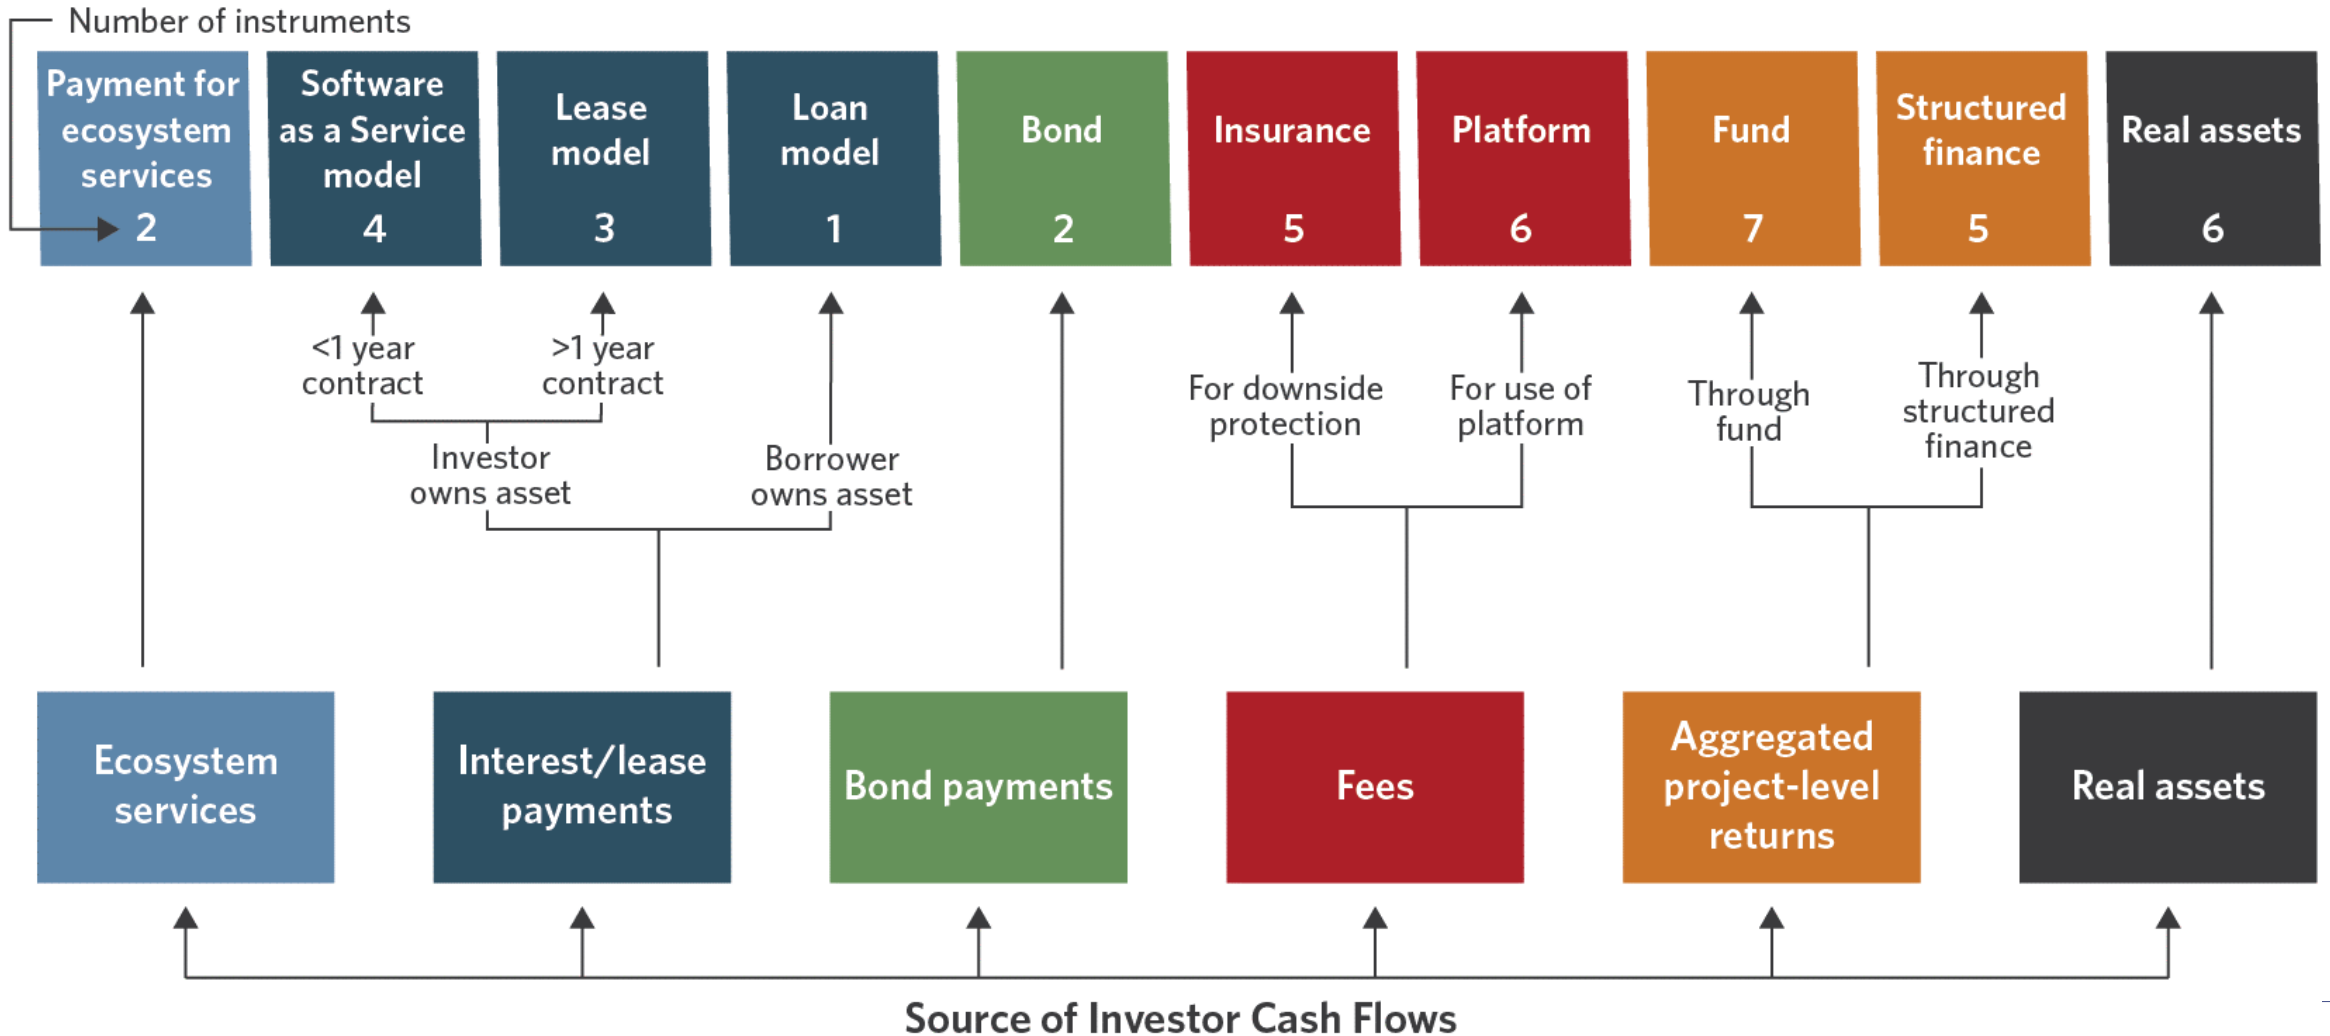 Number of instruments
Payment for
ecosystem
services
2
Software
as a Service
model
4
Lease
model
3
Loan
model
1
Bond
2
Insurance
5
Platform
6
Fund
7
Structured
finance
5
Real assets
6
<1 year
contract
>1 year
contract
Investor
owns asset
Borrower
owns asset
For downside
protection
For use of
platform
Through
fund
Through
structured
finance
Ecosystem
services
Interest/lease
payments
Bond payments
Fees
Aggregated
project-level
returns
Real assets
Source of Investor Cash Flows